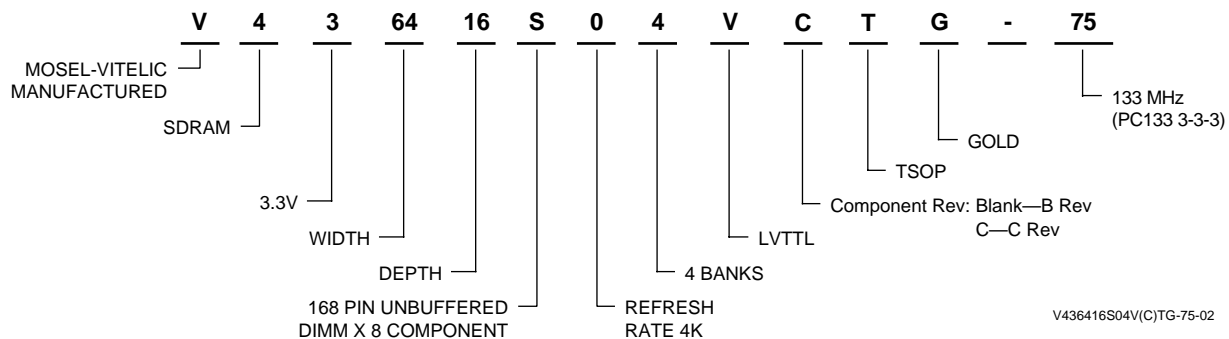 V 4 3 64 16 S 0 4 V C T G - 75
MOSEL-VITELIC
MANUFACTURED
SDRAM
3.3V
WIDTH
DEPTH
168 PIN UNBUFFERED
DIMM X 8 COMPONENT
REFRESH
RATE 4K
4 BANKS
LVTTL
Component Rev: Blank—B Rev
C—C Rev
TSOP
GOLD
133 MHz
(PC133 3-3-3)
V436416S04V(C)TG-75-02